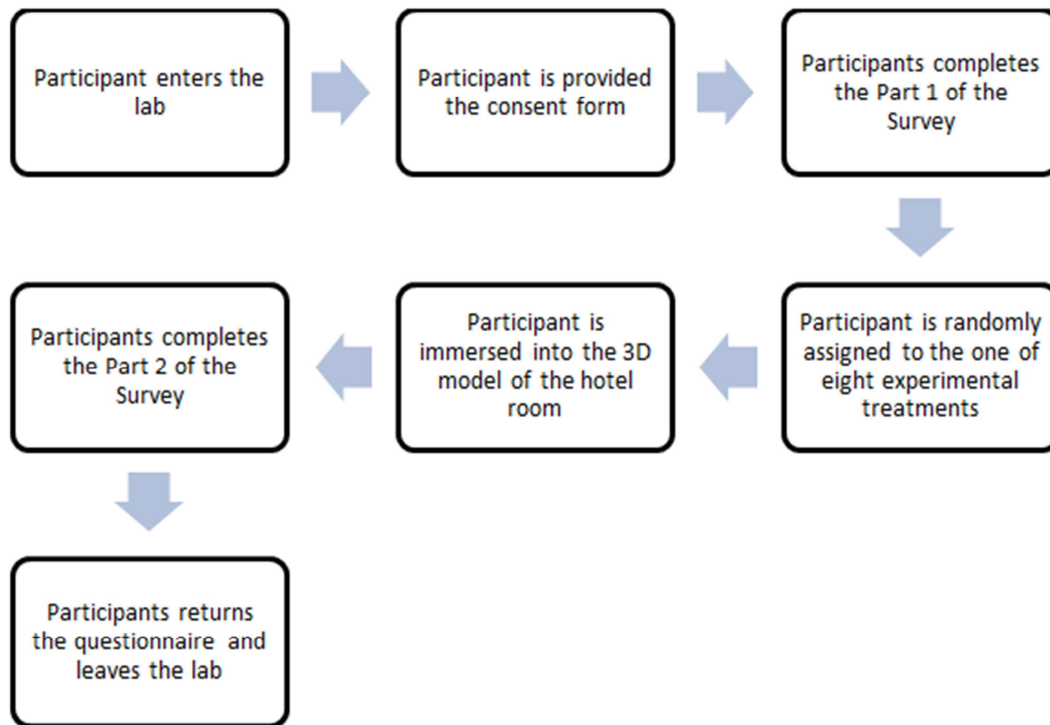 Participant enters the
lab
Participant is provided
the consent form
Participants completes
the Part 1 of the
Survey
Participant is randomly
assigned to the one of
eight experimental
treatments
Participant is
immersed into the 3D
model of the hotel
room
Participants completes
the Part 2 of the
Survey
Participants returns
the questionnaire and
leaves the lab